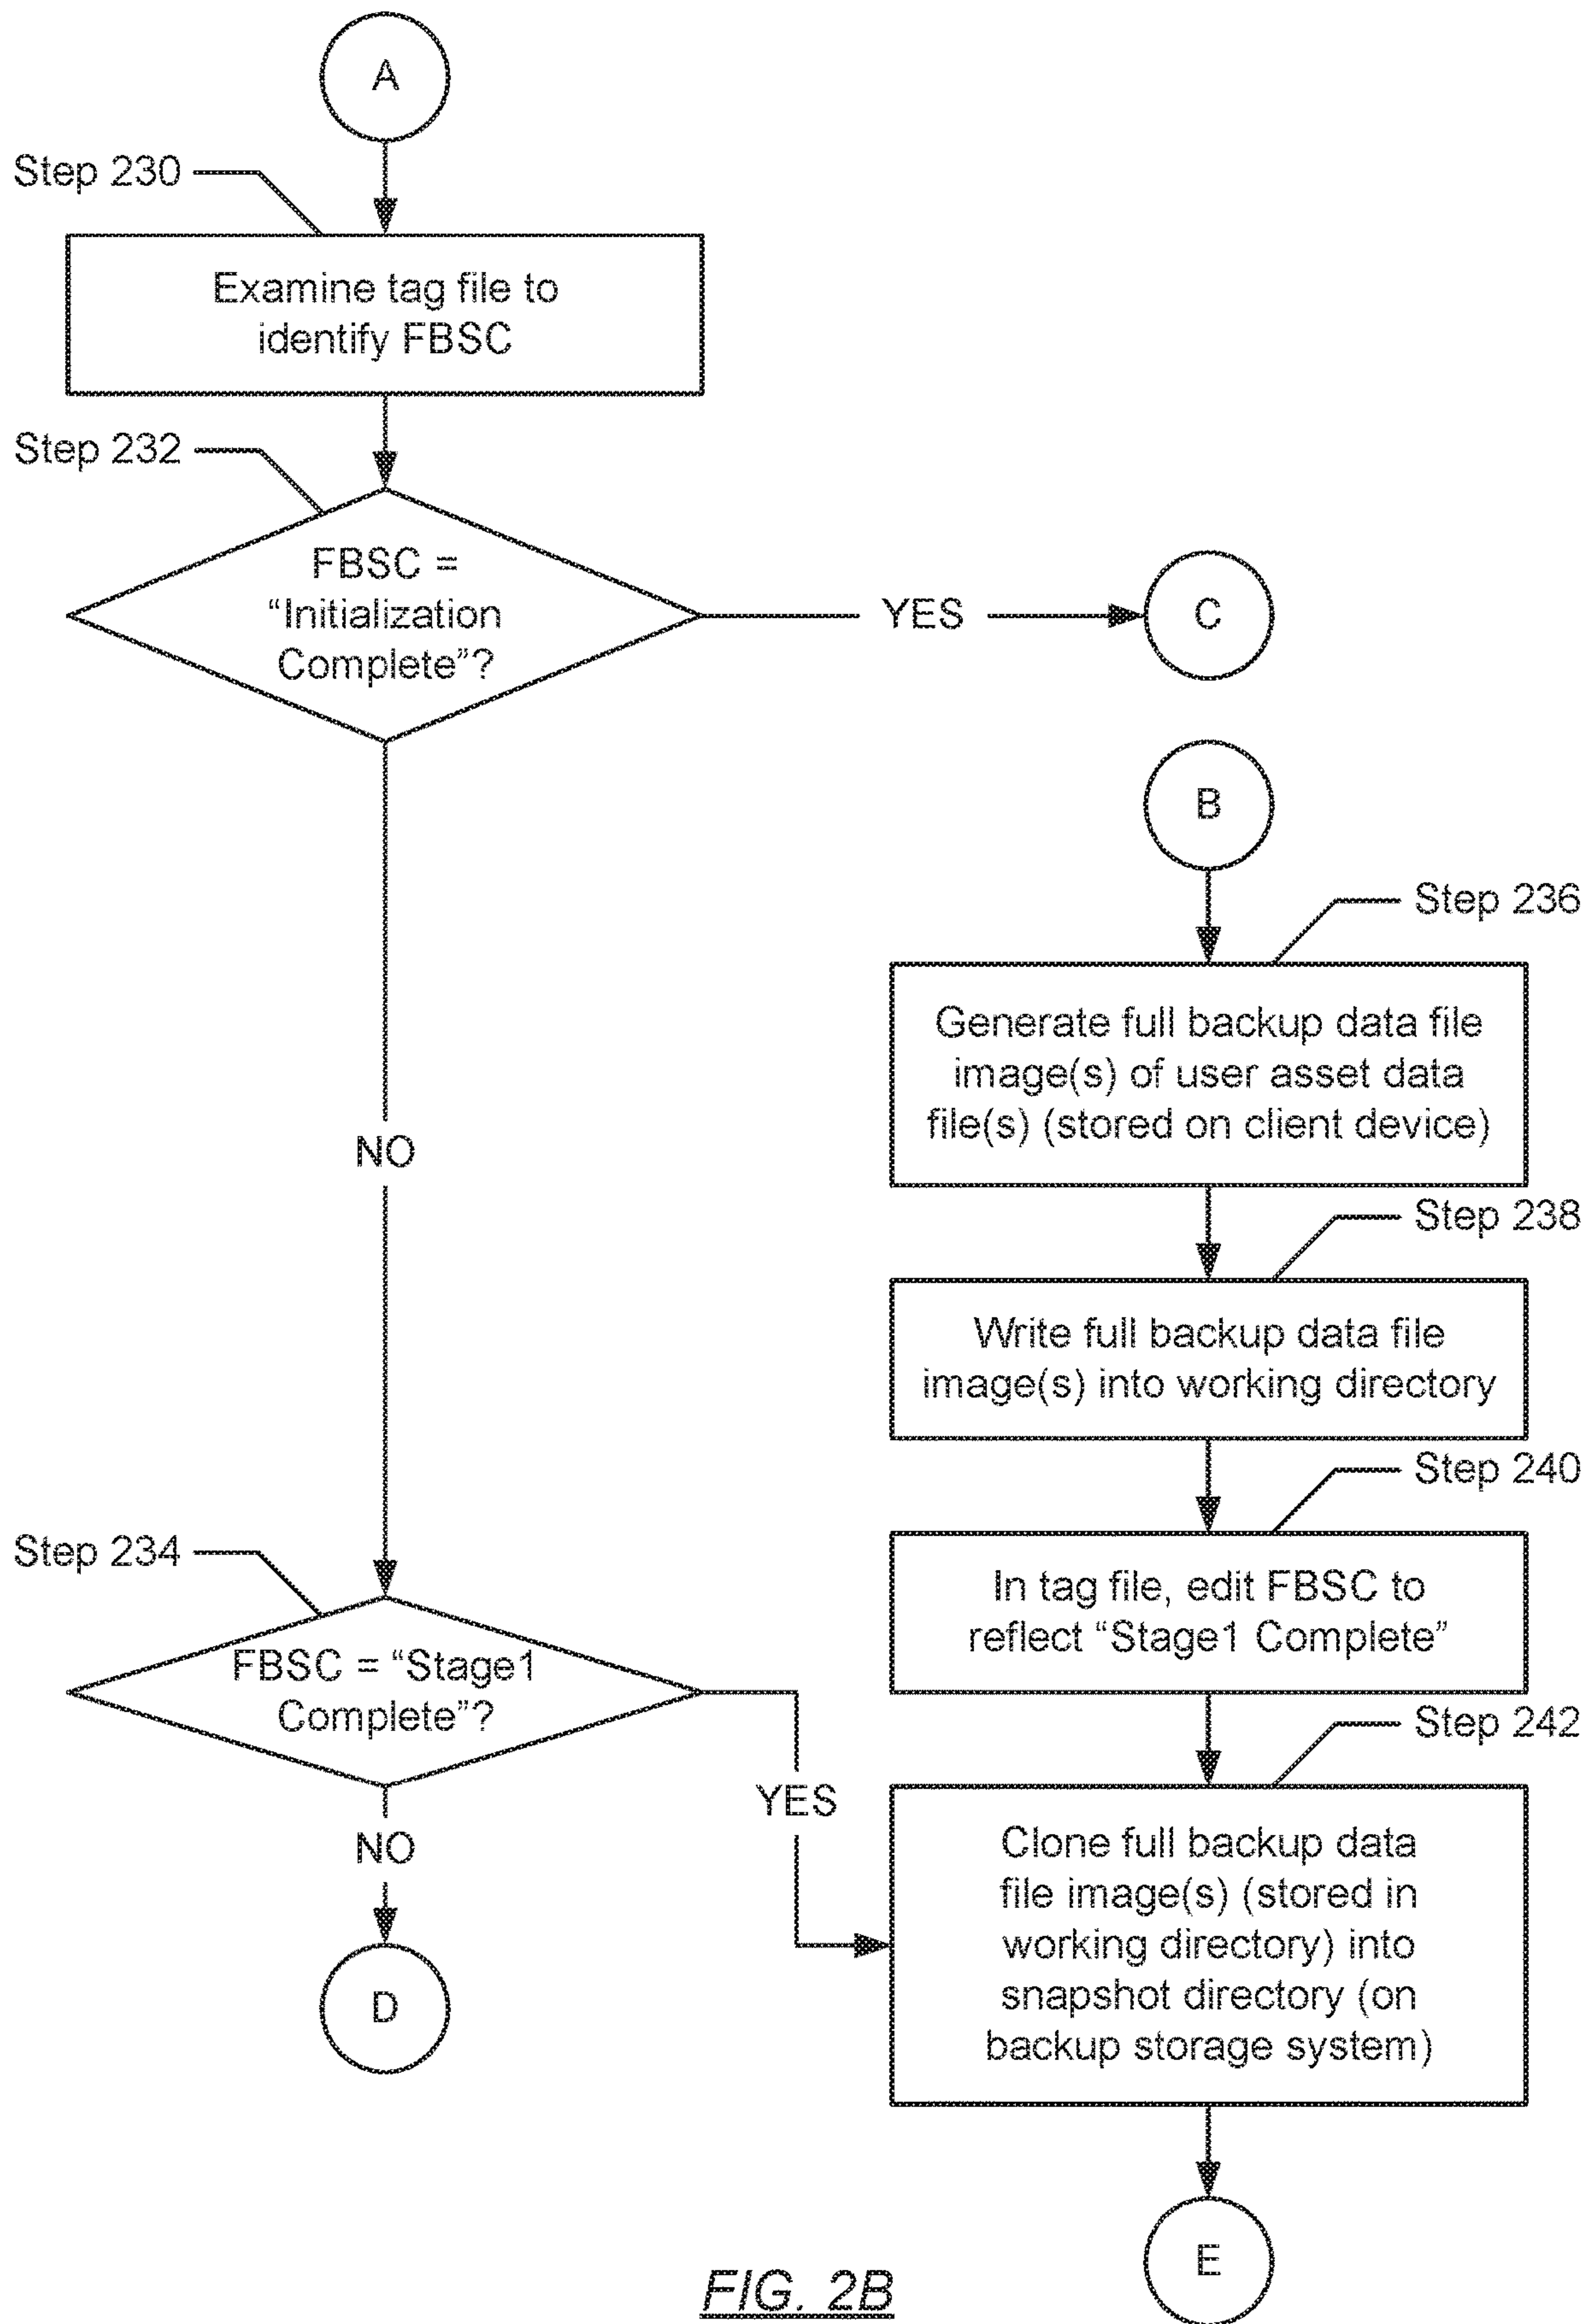 A
Step 230
Examine tag file to
identify FBSC
Step 232
FBSC =
“Initialization
Complete”?
YES
C
NO
Step 234
FBSC = “Stage1
Complete”?
YES
NO
D
B
Step 236
Generate full backup data file
image(s) of user asset data
file(s) (stored on client device)
Step 238
Write full backup data file
image(s) into working directory
Step 240
In tag file, edit FBSC to
reflect “Stage1 Complete”
Step 242
Clone full backup data
file image(s) (stored in
working directory) into
snapshot directory (on
backup storage system)
E
FIG. 2B